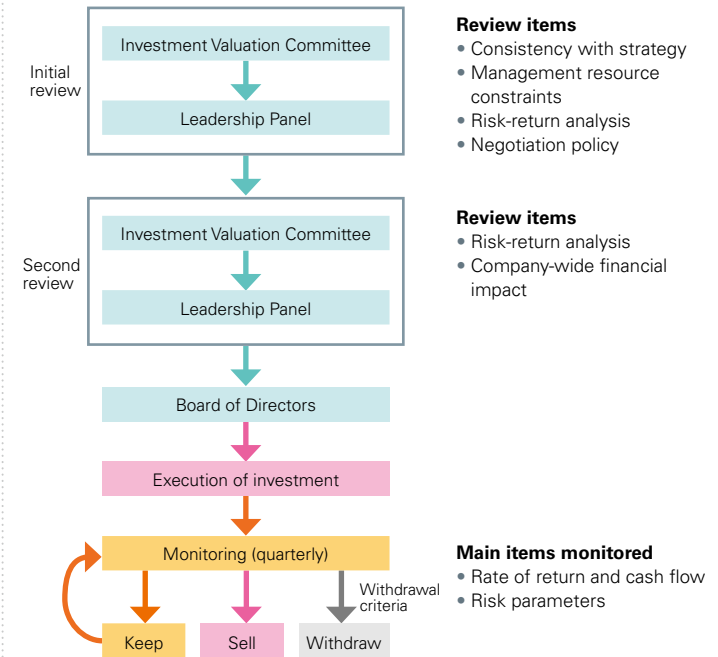 Initial
review
Investment Valuation Committee
Leadership Panel
Review items
• Consistency with strategy
• Management resource
constraints
• Risk-return analysis
• Negotiation policy
Second
review
Investment Valuation Committee
Leadership Panel
Review items
• Risk-return analysis
• Company-wide financial
impact
Board of Directors
Execution of investment
Monitoring (quarterly)
Main items monitored
• Rate of return and cash flow
• Risk parameters
Withdrawal
criteria
Keep
Sell
Withdraw